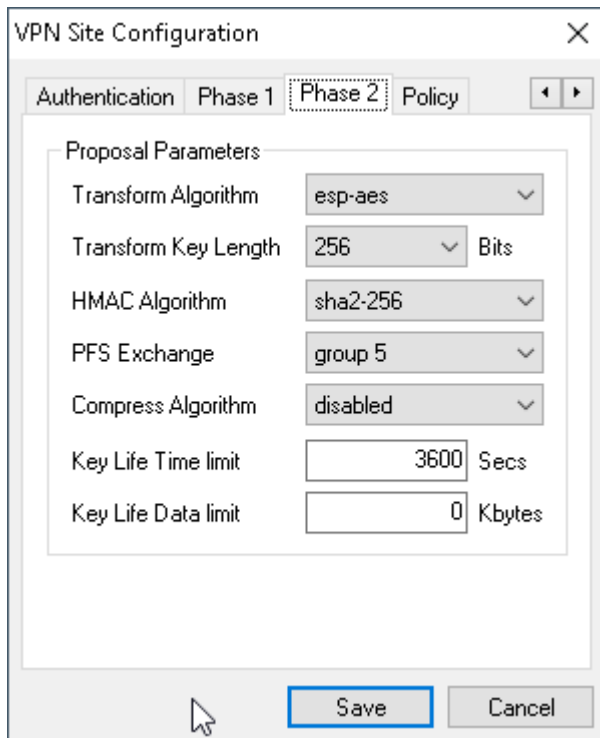 VPN Site Configuration
Authentication Phase 1 Phase 2 Policy
Proposal Parameters
Transform Algorithm esp-aes
Transform Key Length 256 Bits
HMAC Algorithm sha2-256
PFS Exchange group 5
Compress Algorithm disabled
Key Life Time limit 3600 Secs
Key Life Data limit 0 Kbytes
Save Cancel